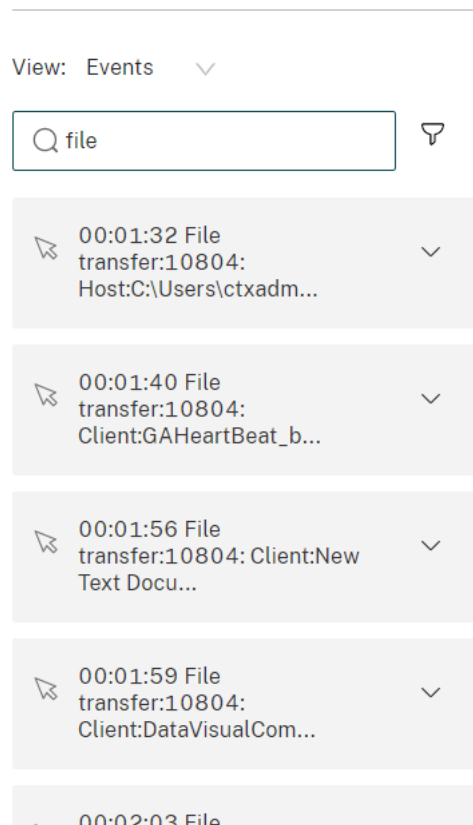 View: Events
file
00:01:32 File
transfer:10804:
Host:C:\Users\ctxadm...
00:01:40 File
transfer:10804:
Client:GAHeartBeat_b...
00:01:56 File
transfer:10804: Client:New
Text Docu...
00:01:59 File
transfer:10804:
Client:DataVisualCom...
00:02:03 File